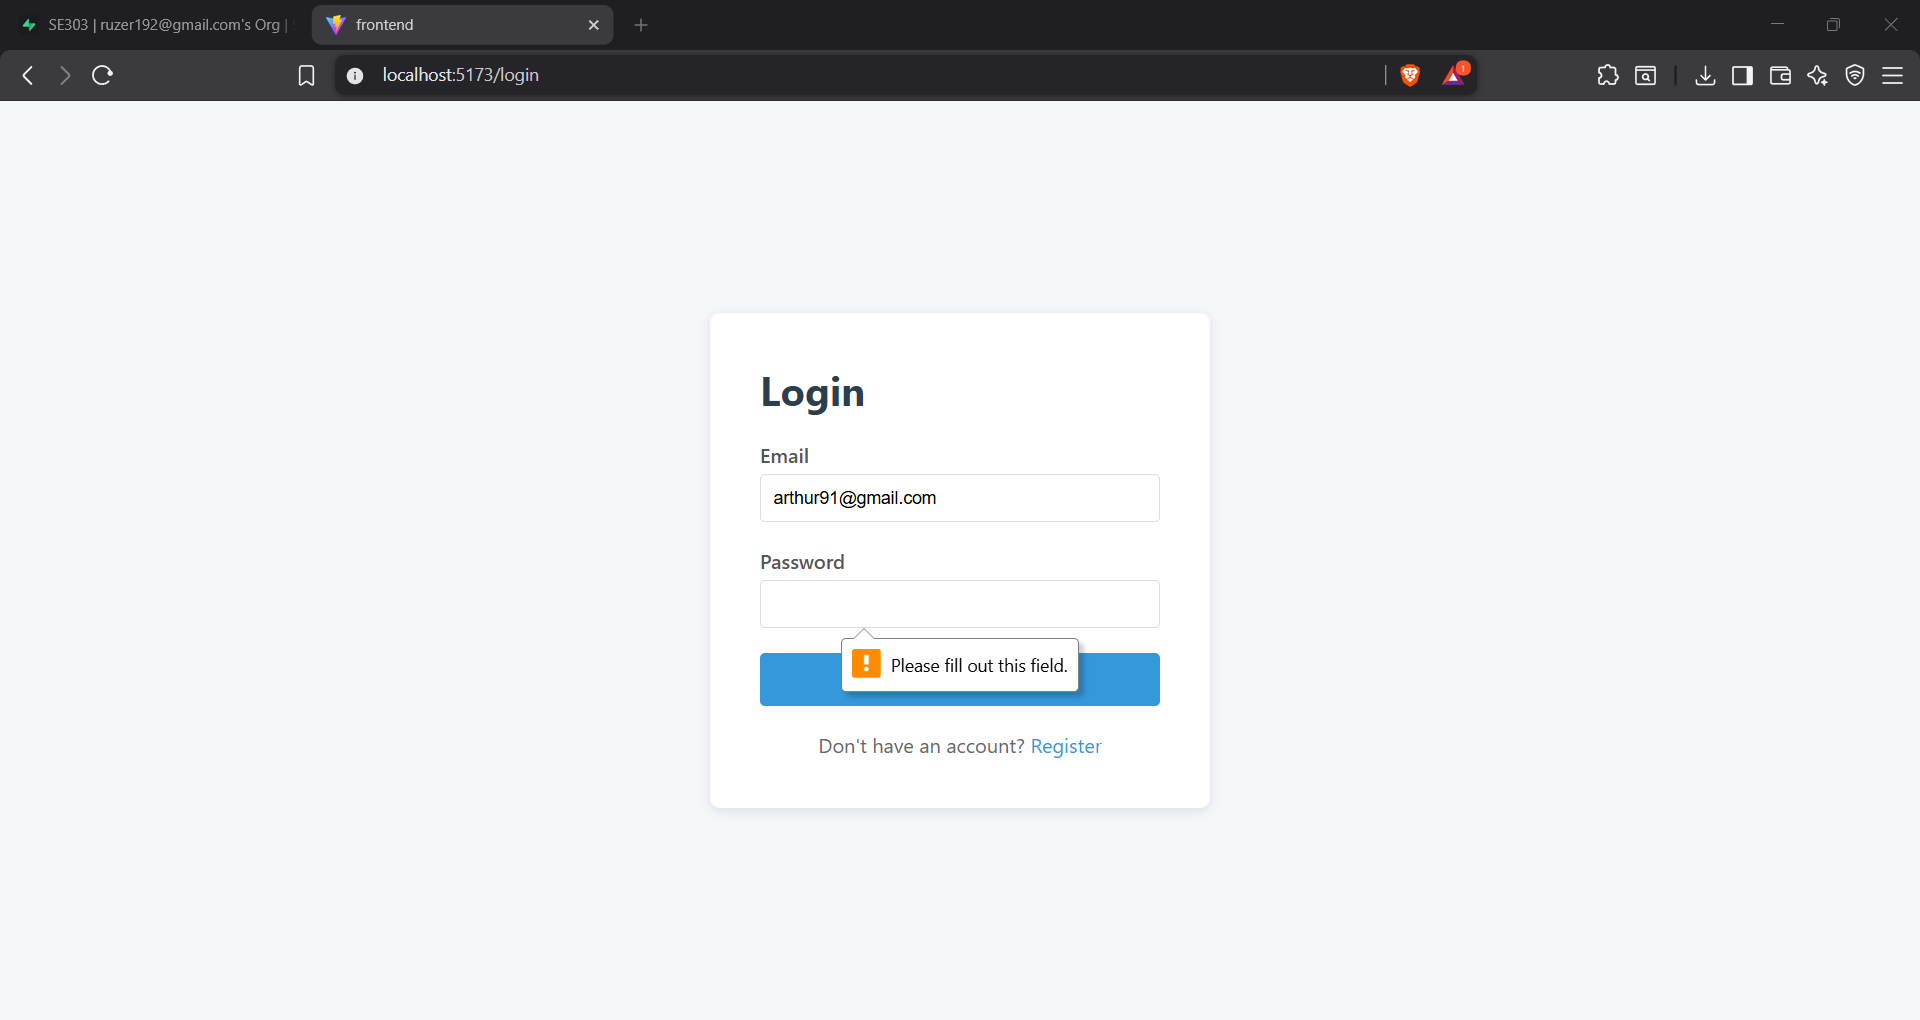 SE303 | ruzer192@gmail.com's Org |
frontend
localhost:5173/login
1
Login
Email
arthur91@gmail.com
Password
Please fill out this field.
Don't have an account? Register